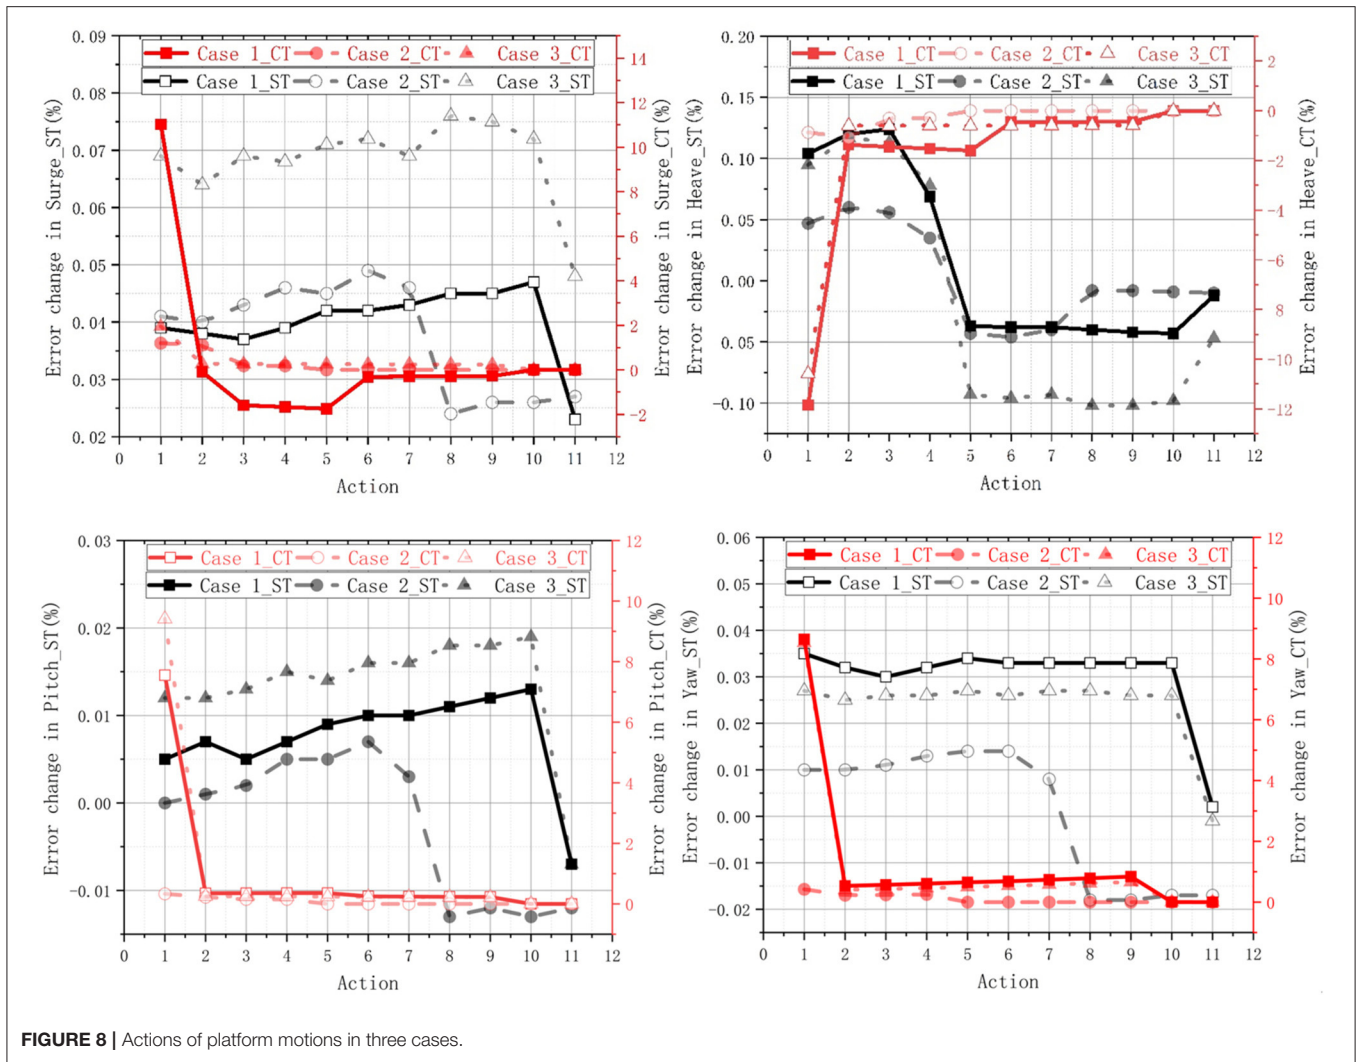 Case 1_CT Case 2_CT Case 3_CT
Case 1_ST Case 2_ST Case 3_ST
Error change in Surge_ST(%)
0.09
0.08
0.07
0.06
0.05
0.04
0.03
0.02
Error change in Surge_CT(%)
14
12
10
8
6
4
2
0
-2
0 1 2 3 4 5 6 7 8 9 10 11 12
Action
Case 1_CT Case 2_CT Case 3_CT
Case 1_ST Case 2_ST Case 3_ST
Error change in Heave_ST(%)
0.20
0.15
0.10
0.05
0.00
0.05
-0.10
Error change in Heave_CT(%)
2
0
-2
-4
-6
8
-10
-12
0 1 2 3 4 5 6 7 8 9 10 11 12
Action
Case 1_CT Case 2_CT Case 3_CT
Case 1_ST Case 2_ST Case 3_ST
Error change in Pitch_ST(%)
0.03
0.02
0.01
0.00
-0.01
Error change in Pitch_CT(%)
12
10
8
6
4
2
0
0 1 2 3 4 5 6 7 8 9 10 11 12
Action
Case 1_CT Case 2_CT Case 3_CT
Case 1_ST Case 2_ST Case 3_ST
Error change in Yaw_ST(%)
0.06
0.05
0.04
0.03
0.02
0.01
0.00
-0.01
-0.02
Error change in Yaw_CT(%)
12
10
8
6
4
2
0
0 1 2 3 4 5 6 7 8 9 10 11 12
Action
FIGURE 8 | Actions of platform motions in three cases.